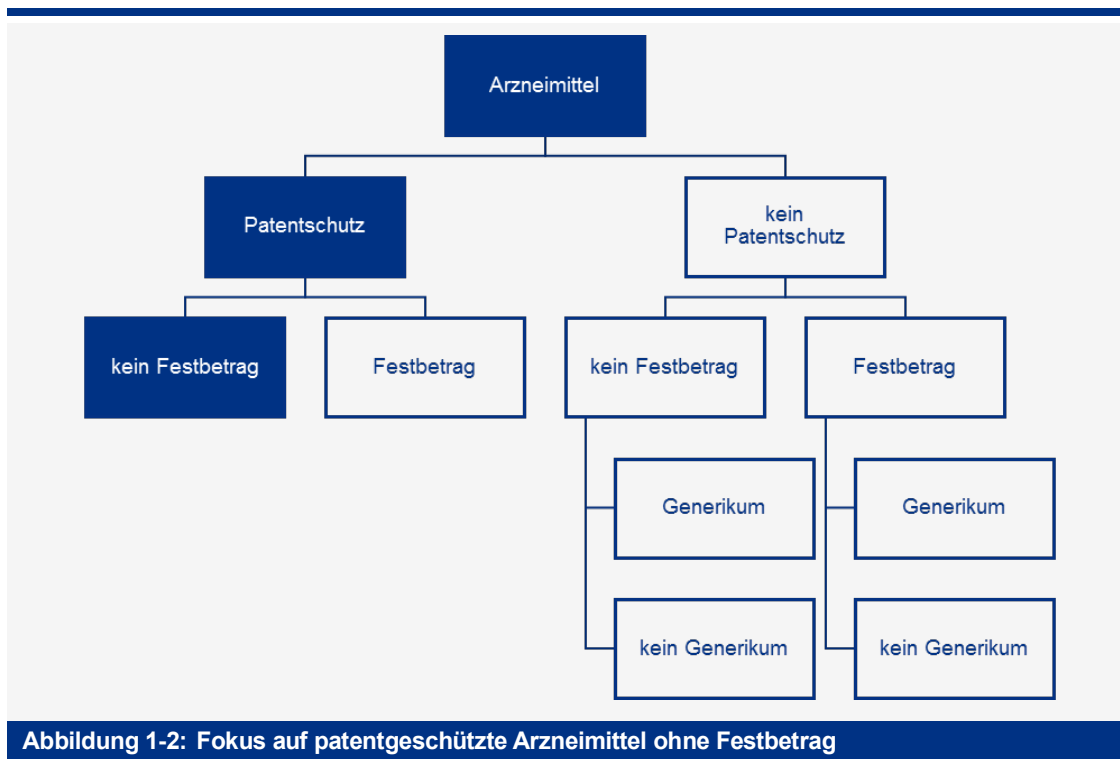 Arzneimittel
Patentschutz
kein
Patentschutz
kein Festbetrag
Festbetrag
kein Festbetrag
Festbetrag
Generikum
Generikum
kein Generikum
kein Generikum
Abbildung 1-2: Fokus auf patentgeschützte Arzneimittel ohne Festbetrag